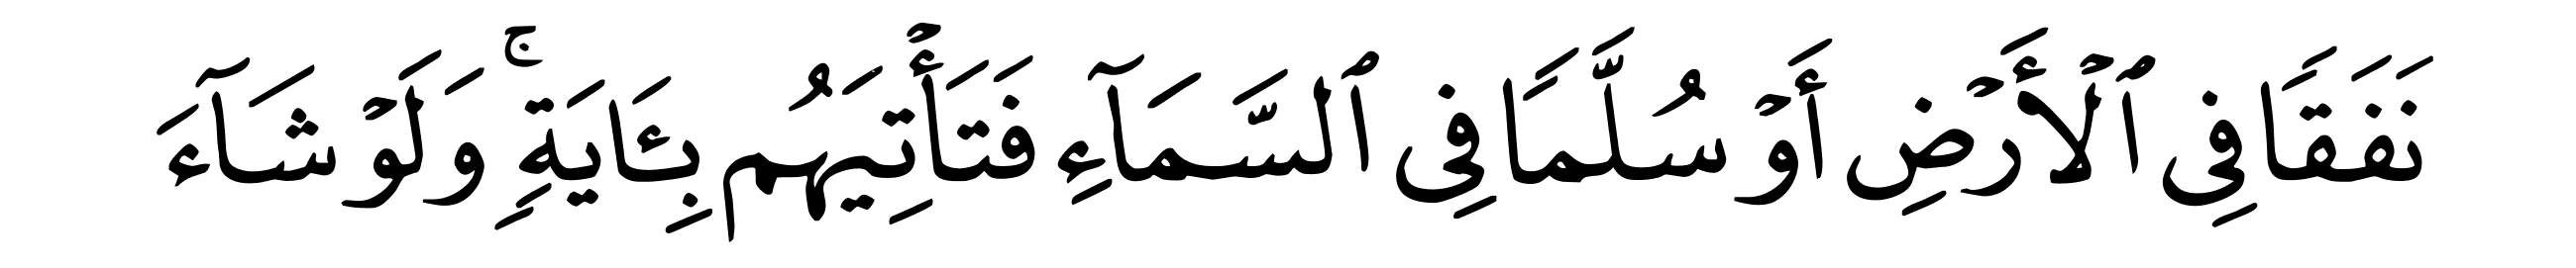 نَفَقًا فِى ٱلْأَرْضِ أَوْ سُلَّمًا فِى ٱلسَّمَآءِ فَتَأْتِيَهُم بِـَٔايَةٍ ۚ وَلَوْ شَآءَ